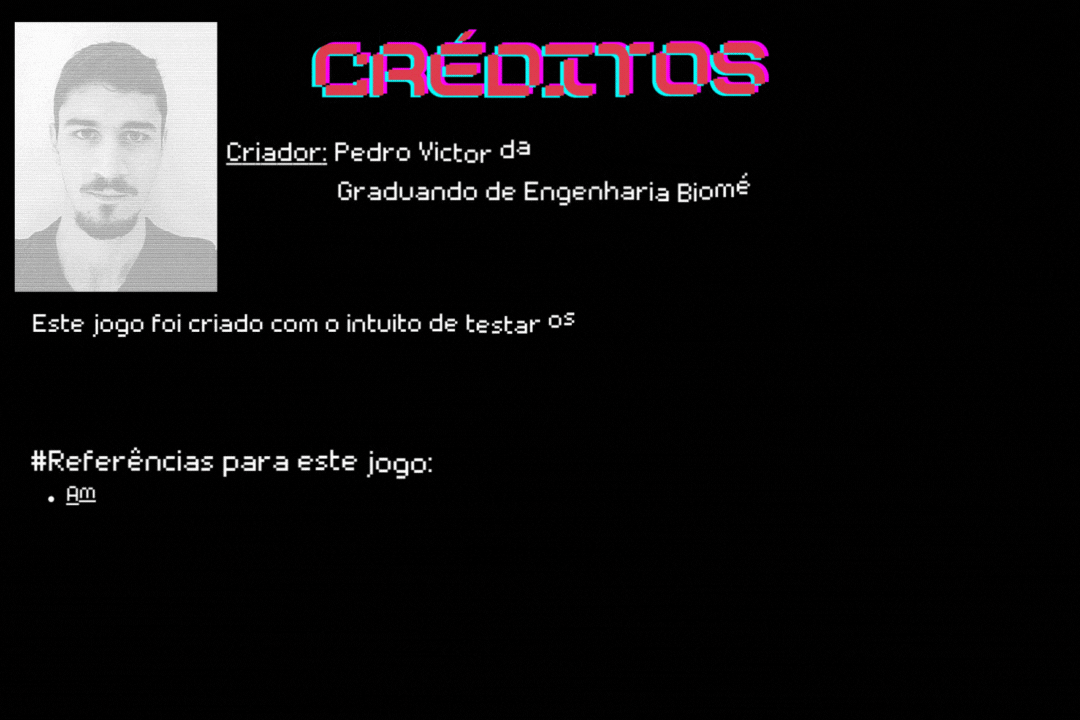 CRÉDITOS
Criador: Pedro Victor da
Graduando de Engenharia Biomé
Este jogo foi criado com o intuito de testar os
#Referências para este jogo:
• Am